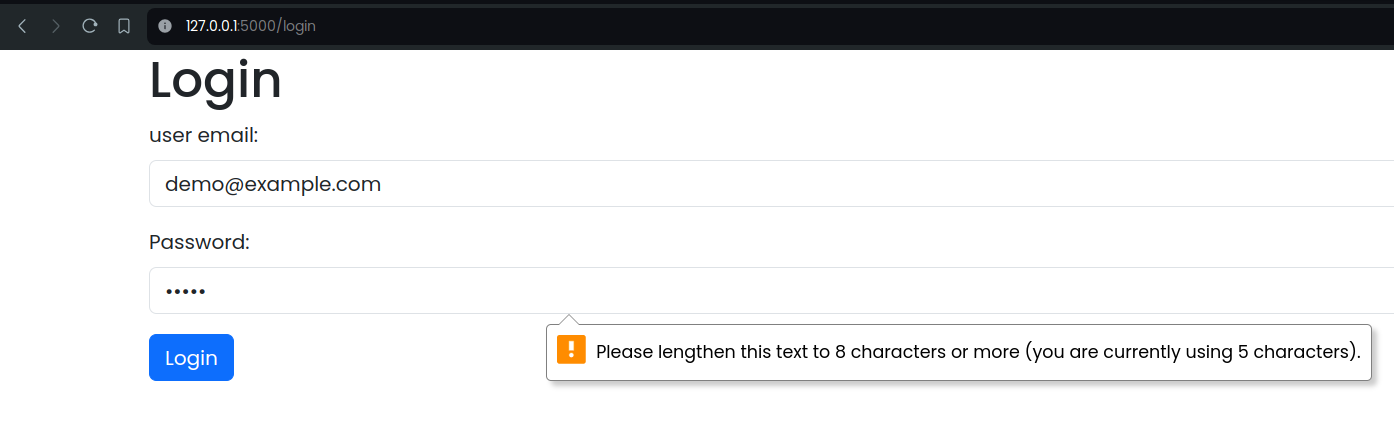 127.0.0.1:5000/login
Login
user email:
demo@example.com
Password:
•••••
Login
Please lengthen this text to 8 characters or more (you are currently using 5 characters).